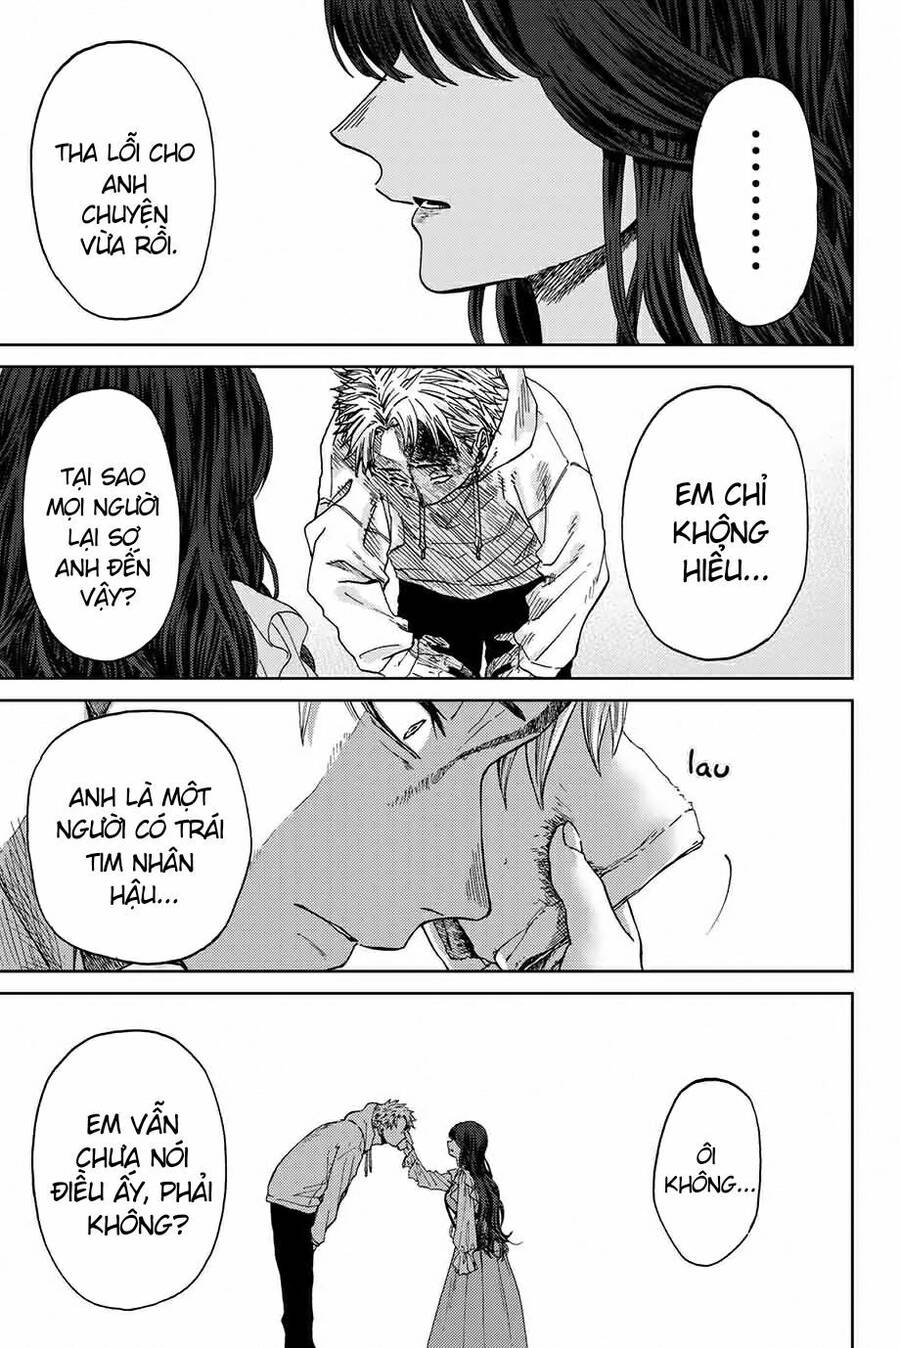 ........
THA LỖI CHO
ANH
CHUYỆN
VỪA RỒI.
EM CHỈ
KHÔNG
HIỂU...
TẠI SAO
MỌI NGƯỜI
LẠI SỢ
ANH ĐẾN
VẬY?
lau
ANH LÀ MỘT
NGƯỜI CÓ TRÁI
TIM NHÂN
HẬU...
ÔI
KHÔNG...
EM VẪN
CHƯA NÓI
ĐIỀU ẤY, PHẢI
KHÔNG?